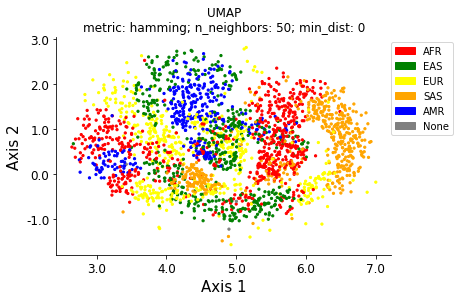 UMAP
metric: hamming; n_neighbors: 50; min_dist: 0
3.0
2.0
1.0
0.0
-1.0
Axis 2
3.0 4.0 5.0 6.0 7.0
Axis 1
AFR
EAS
EUR
SAS
AMR
None